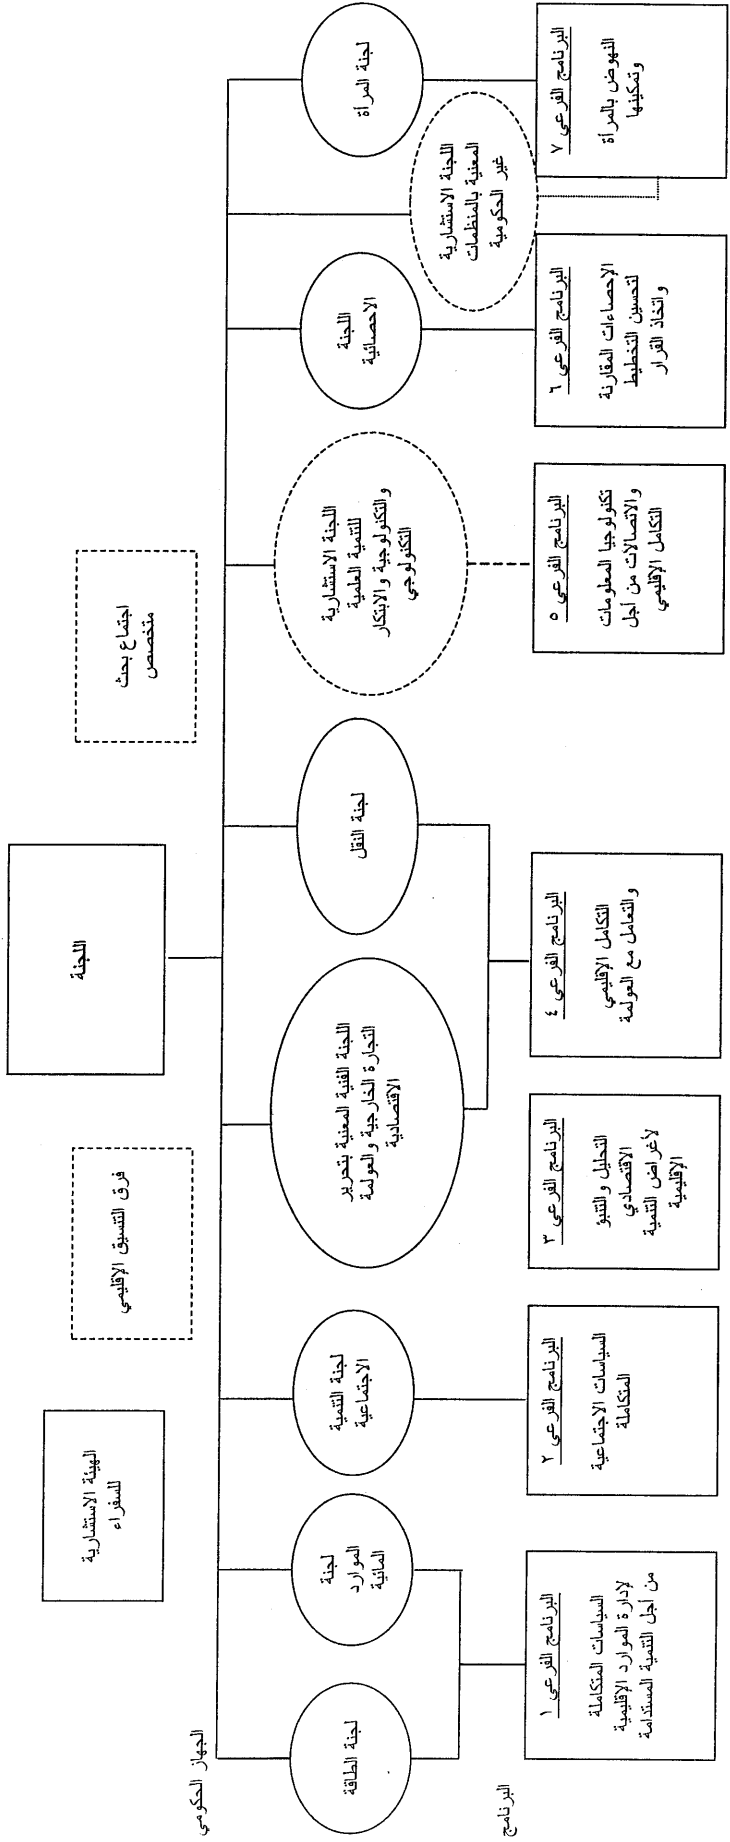 الجهاز الحكومي
اللجنة
الهيئة الاستشارية
للسفراء
فرق التنسيق الإقليمي
اجتماع بحث
متخصص
لجنة الطاقة
لجنة
الموارد
المائية
لجنة التنمية
الاجتماعية
اللجنة الفنية المعنية بتحرير
التجارة الخارجية والعولمة
الاقتصادية
لجنة النقل
اللجنة الاستشارية
للتنمية العلمية
والتكنولوجية والابتكار
التكنولوجي
اللجنة
الاحصائية
اللجنة الاستشارية
المعنية بالمنظمات
غير الحكومية
لجنة المرأة
البرنامج
البرنامج الفرعي ١
السياسات المتكاملة
لإدارة الموارد الإقليمية
من أجل التنمية المستدامة
البرنامج الفرعي ٢
السياسات الاجتماعية
المتكاملة
البرنامج الفرعي ٣
التحليل والتنبؤ
الاقتصادي
لأغراض التنمية
الإقليمية
البرنامج الفرعي ٤
التكامل الإقليمي
والتعامل مع العولمة
البرنامج الفرعي ٥
تكنولوجيا المعلومات
والاتصالات من أجل
التكامل الإقليمي
البرنامج الفرعي ٦
الإحصاءات المقارنة
لتحسين التخطيط
واتخاذ القرار
البرنامج الفرعي ٧
النهوض بالمرأة
وتمكينها